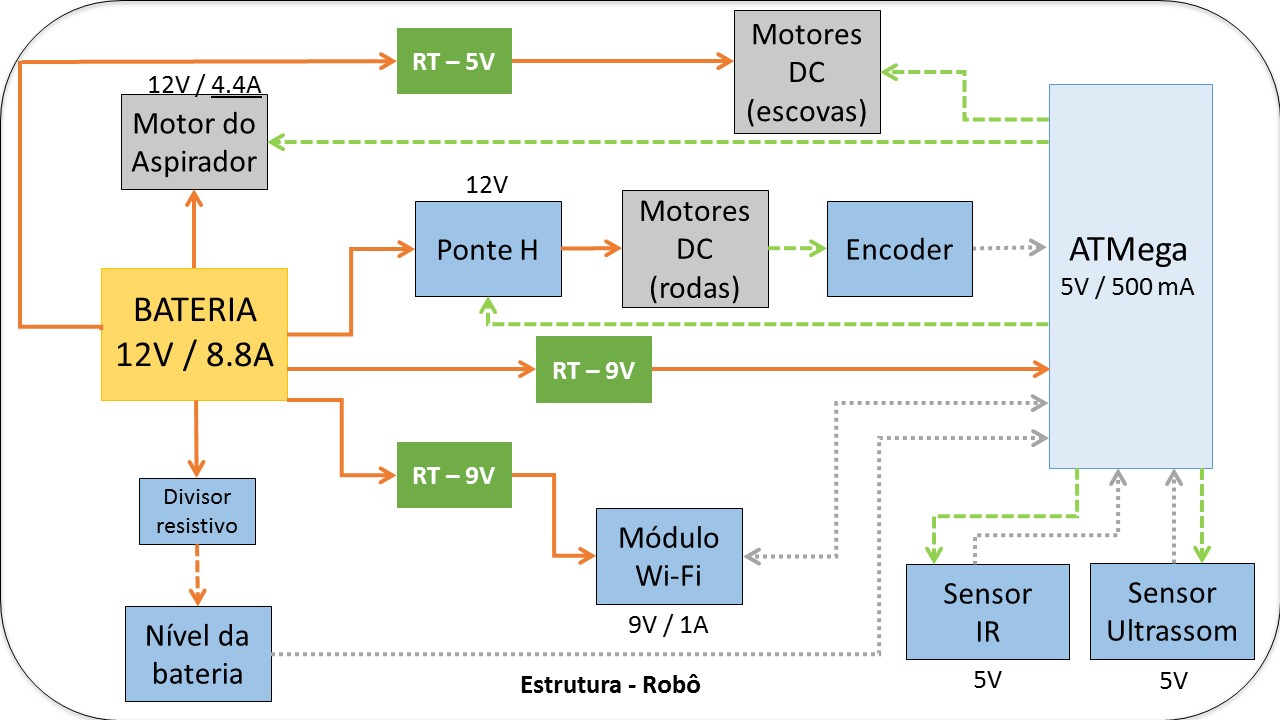 RT – 5V
Motores
DC
(escovas)
12V / 4.4A
Motor do
Aspirador
12V
Ponte H
Motores
DC
(rodas)
Encoder
ATMega
5V / 500 mA
BATERIA
12V / 8.8A
RT – 9V
RT – 9V
Divisor
resistivo
Módulo
Wi-Fi
9V / 1A
Sensor
IR
5V
Sensor
Ultrassom
5V
Nível da
bateria
Estrutura - Robô